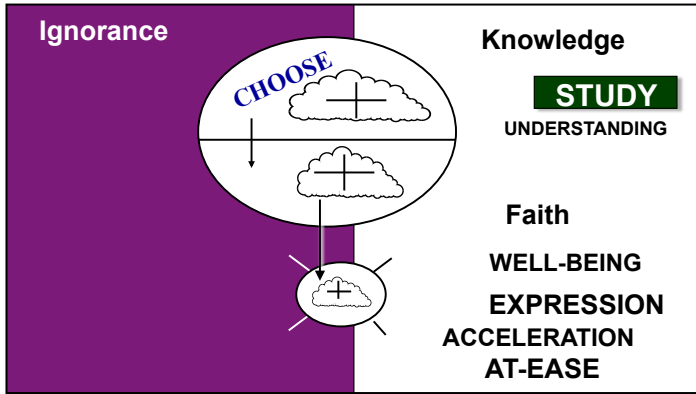 Ignorance
Knowledge
CHOOSE
STUDY
UNDERSTANDING
Faith
WELL-BEING
EXPRESSION
ACCELERATION
AT-EASE